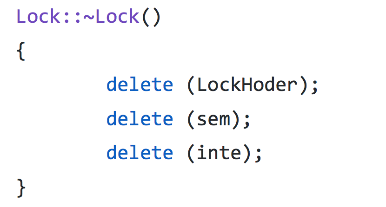 Lock::~Lock()
{
delete (LockHoder);
delete (sem);
delete (inte);
}